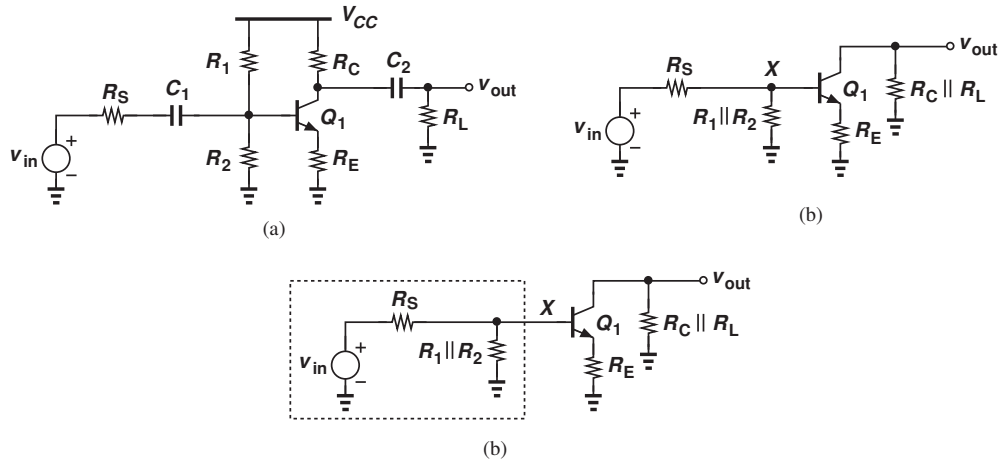 V_CC
R_1
R_C
C_2
v_out
R_S
C_1
Q_1
R_L
v_in
+
−
R_2
R_E
(a)
v_out
R_S
X
Q_1
R_C || R_L
v_in
+
−
R_1||R_2
R_E
(b)
v_out
R_S
X
Q_1
R_C || R_L
v_in
+
−
R_1||R_2
R_E
(b)